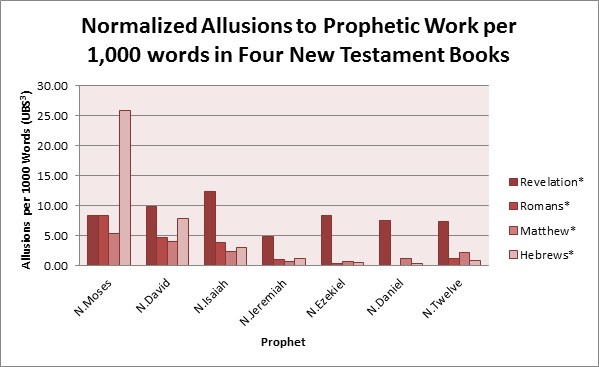 Normalized Allusions to Prophetic Work per
1,000 words in Four New Testament Books
Allusions per 1000 Words (UBS³)
30.00
25.00
20.00
15.00
10.00
5.00
0.00
N.Moses
N.David
N.Isaiah
N.Jeremiah
N.Ezekiel
N.Daniel
N.Twelve
Prophet
Revelation*
Romans*
Matthew*
Hebrews*